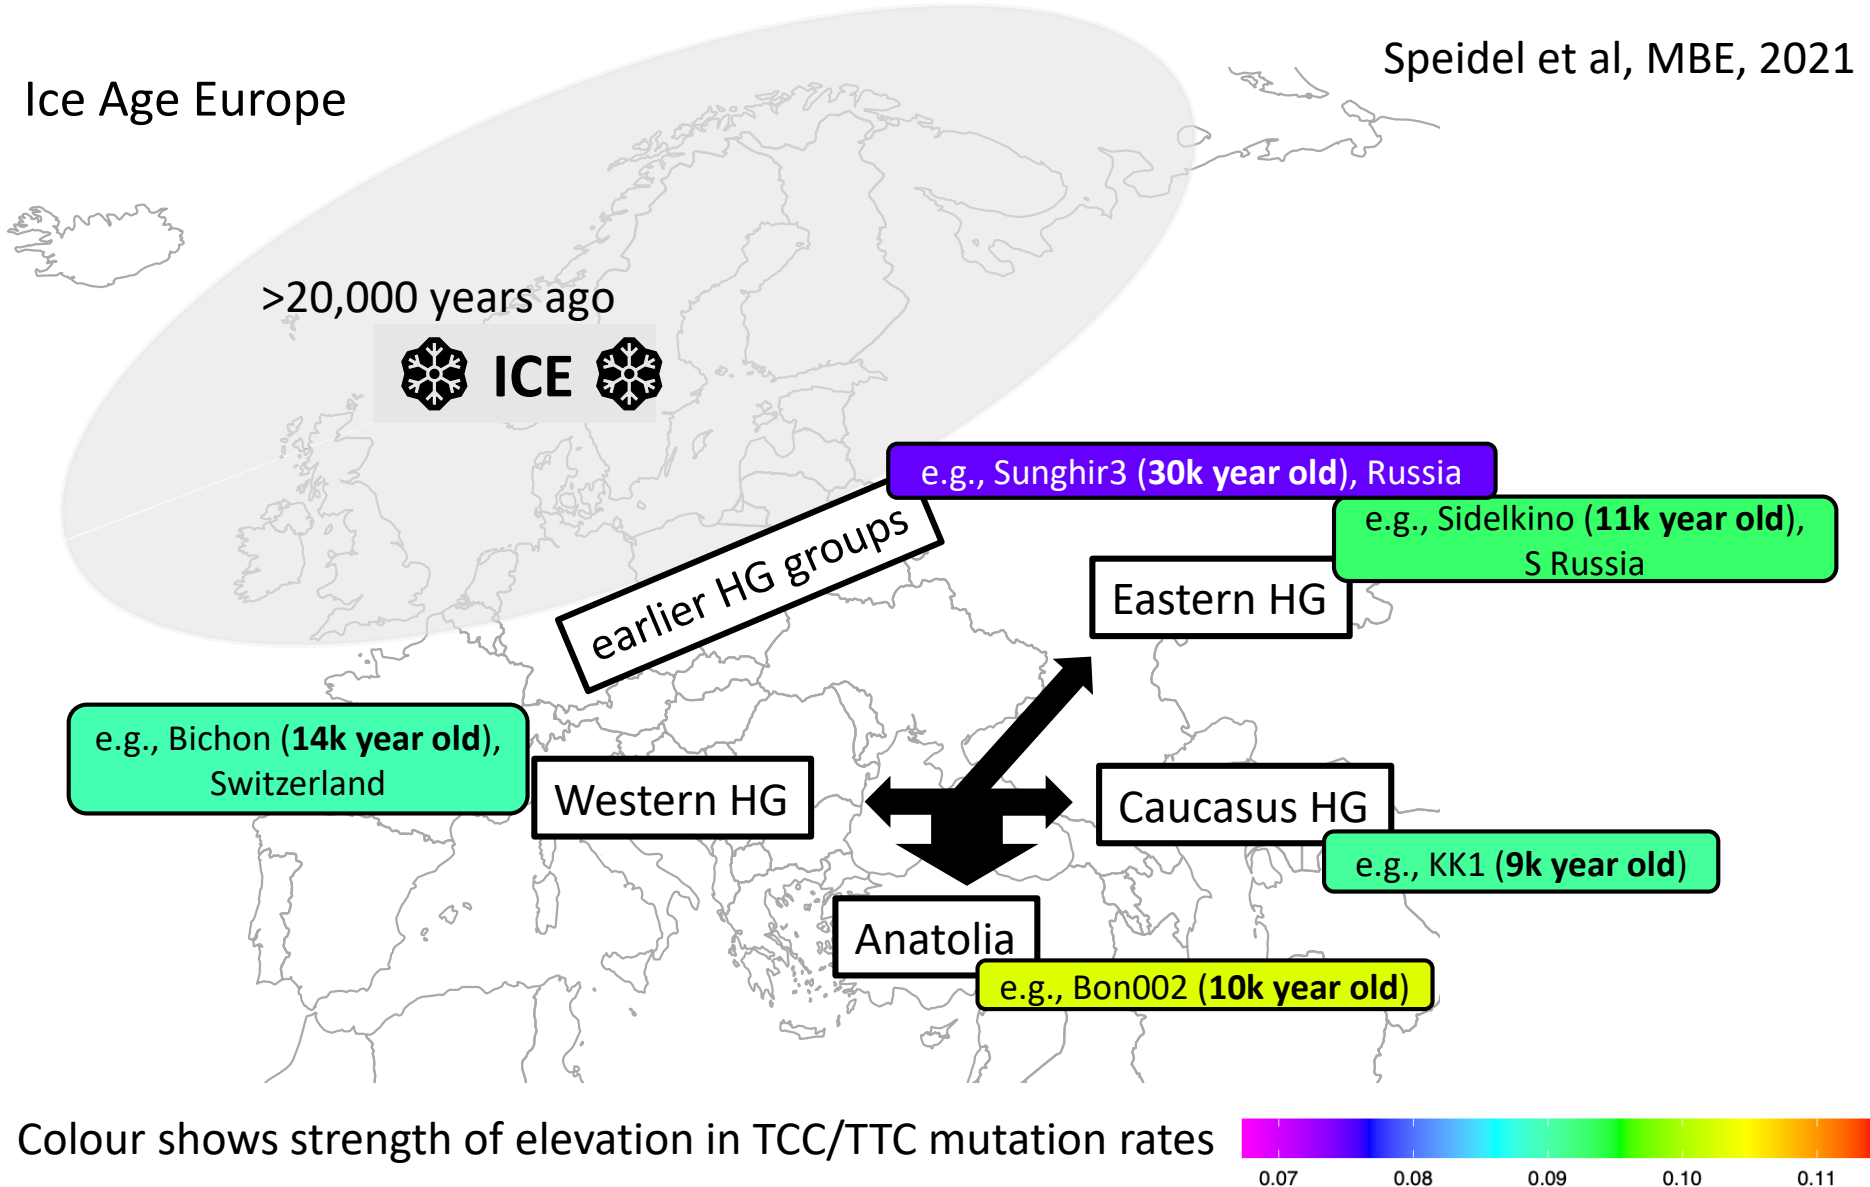 Ice Age Europe
Speidel et al, MBE, 2021
>20,000 years ago
ICE
e.g., Sunghir3 (30k year old), Russia
earlier HG groups
e.g., Sidelkino (11k year old),
S Russia
Eastern HG
e.g., Bichon (14k year old),
Switzerland
Western HG
Caucasus HG
e.g., KK1 (9k year old)
Anatolia
e.g., Bon002 (10k year old)
Colour shows strength of elevation in TCC/TTC mutation rates
0.07 0.08 0.09 0.10 0.11